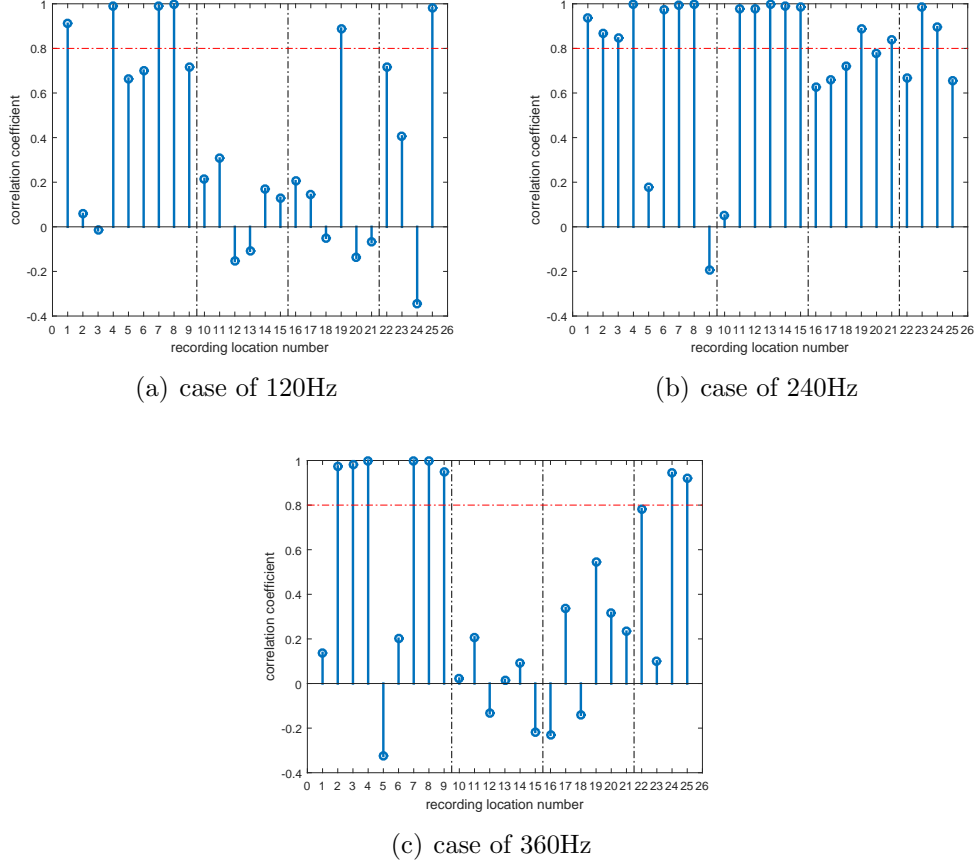 1
0.8
0.6
0.4
0.2
0
-0.2
-0.4
correlation coefficient
0 1 2 3 4 5 6 7 8 9 10 11 12 13 14 15 16 17 18 19 20 21 22 23 24 25 26
recording location number
(a) case of 120Hz
1
0.8
0.6
0.4
0.2
0
-0.2
-0.4
correlation coefficient
0 1 2 3 4 5 6 7 8 9 10 11 12 13 14 15 16 17 18 19 20 21 22 23 24 25 26
recording location number
(b) case of 240Hz
1
0.8
0.6
0.4
0.2
0
-0.2
-0.4
correlation coefficient
0 1 2 3 4 5 6 7 8 9 10 11 12 13 14 15 16 17 18 19 20 21 22 23 24 25 26
recording location number
(c) case of 360Hz